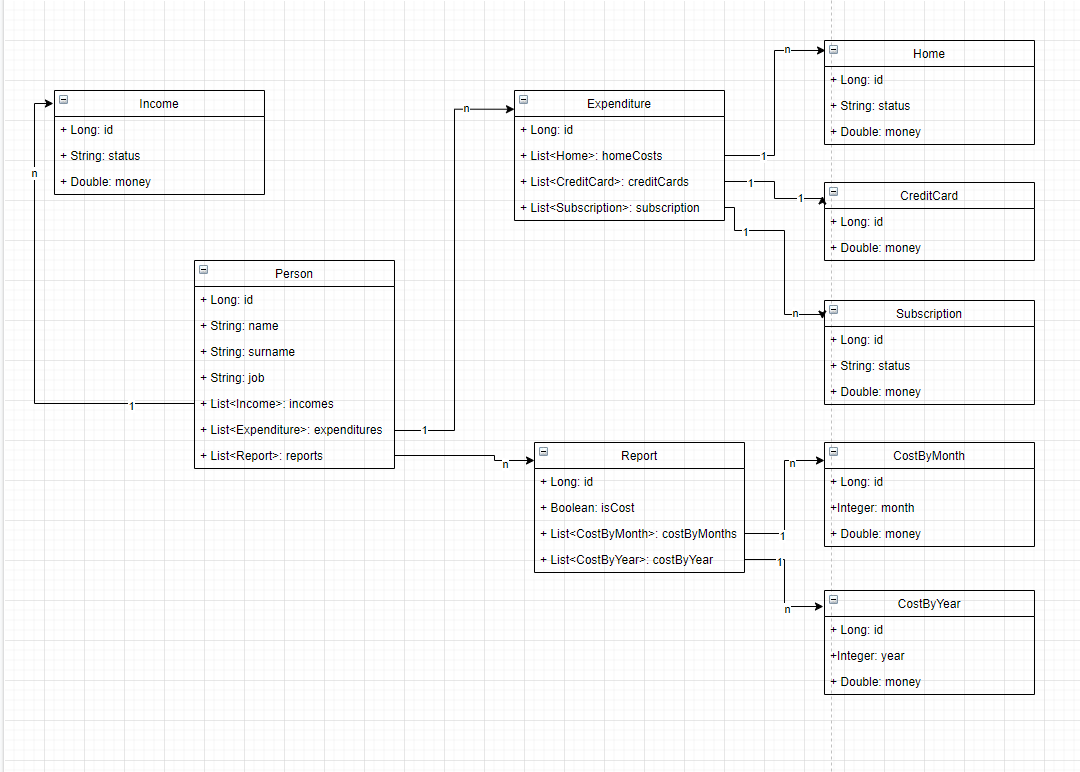 Income
+ Long: id
+ String: status
+ Double: money
n
1
Person
+ Long: id
+ String: name
+ String: surname
+ String: job
+ List<Income>: incomes
+ List<Expenditure>: expenditures
+ List<Report>: reports
1
n
n
Expenditure
+ Long: id
+ List<Home>: homeCosts
+ List<CreditCard>: creditCards
+ List<Subscription>: subscription
1
n
1
1
1
n
Home
+ Long: id
+ String: status
+ Double: money
CreditCard
+ Long: id
+ Double: money
Subscription
+ Long: id
+ String: status
+ Double: money
Report
+ Long: id
+ Boolean: isCost
+ List<CostByMonth>: costByMonths
+ List<CostByYear>: costByYear
1
n
1
n
CostByMonth
+ Long: id
+Integer: month
+ Double: money
CostByYear
+ Long: id
+Integer: year
+ Double: money